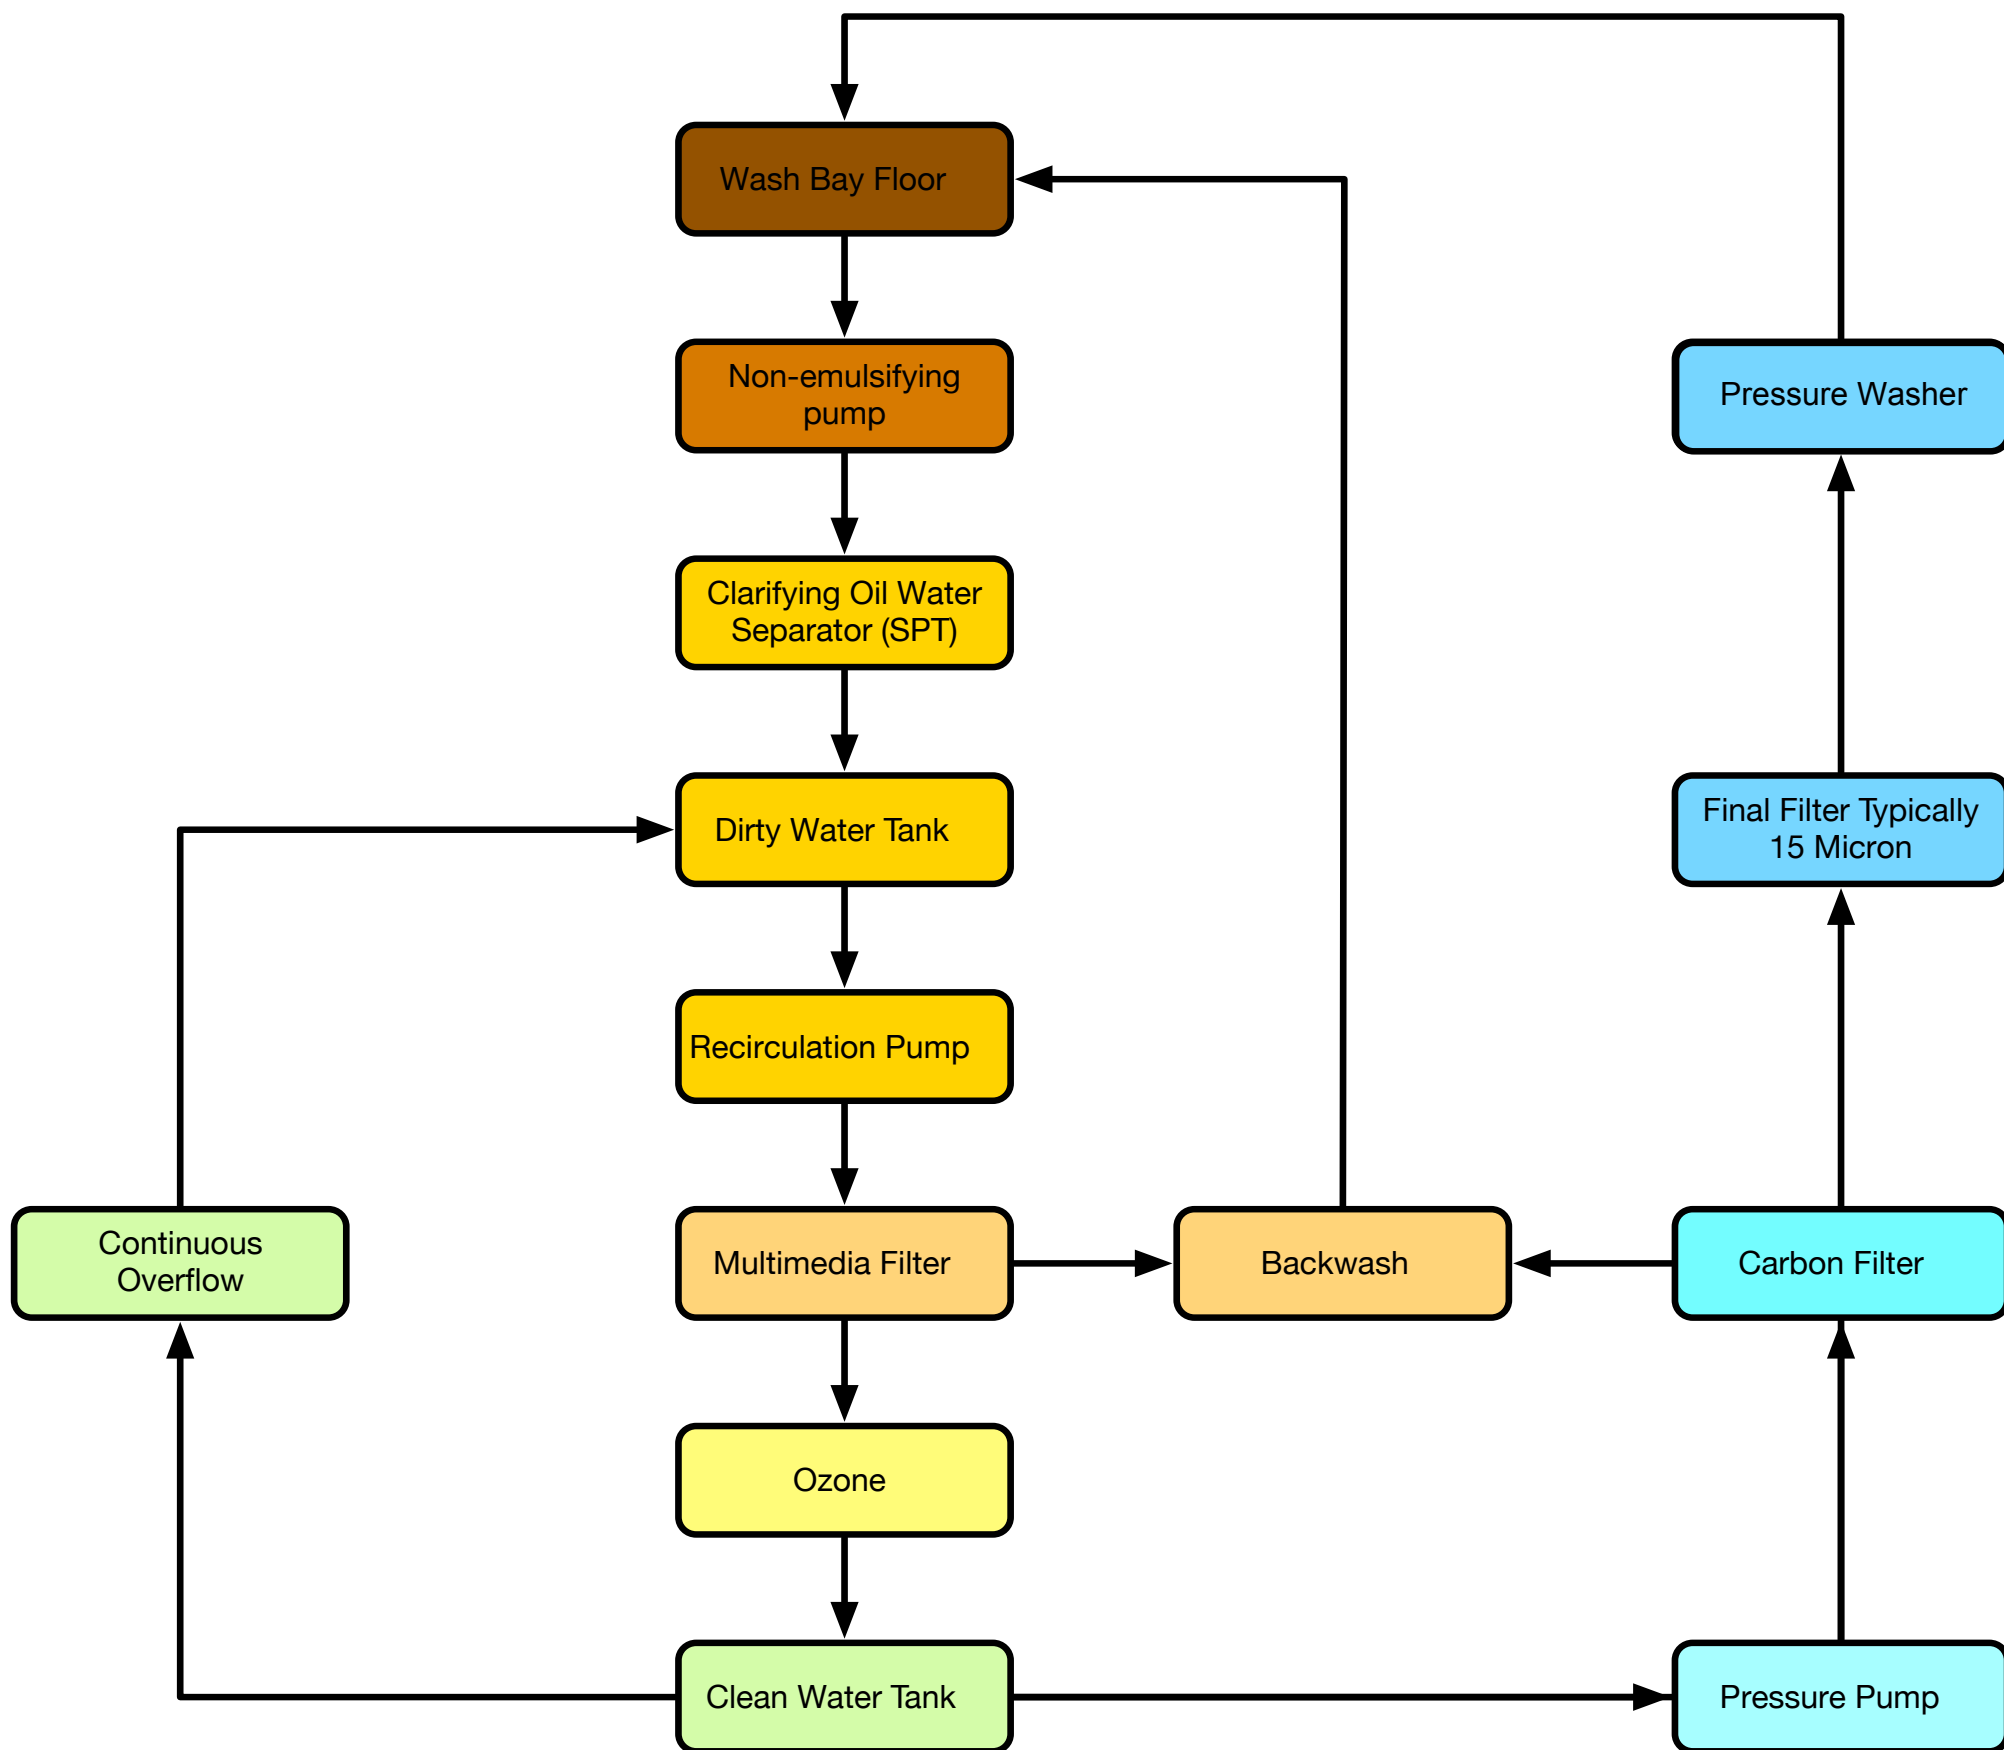 Wash Bay Floor
Non-emulsifying
pump
Pressure Washer
Clarifying Oil Water
Separator (SPT)
Dirty Water Tank
Final Filter Typically
15 Micron
Recirculation Pump
Continuous
Overflow
Multimedia Filter
Backwash
Carbon Filter
Ozone
Clean Water Tank
Pressure Pump